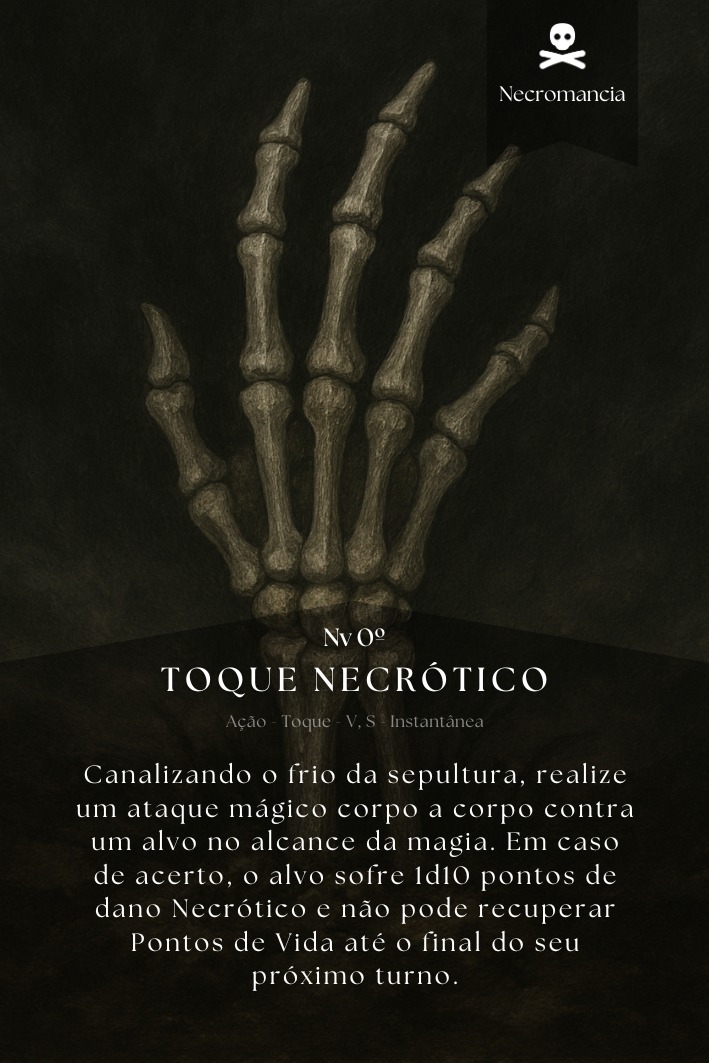 Necromancia
Nv 0º
TOQUE NECRÓTICO
Ação - Toque - V, S - Instantânea
Canalizando o frio da sepultura, realize
um ataque mágico corpo a corpo contra
um alvo no alcance da magia. Em caso
de acerto, o alvo sofre 1d10 pontos de
dano Necrótico e não pode recuperar
Pontos de Vida até o final do seu
próximo turno.